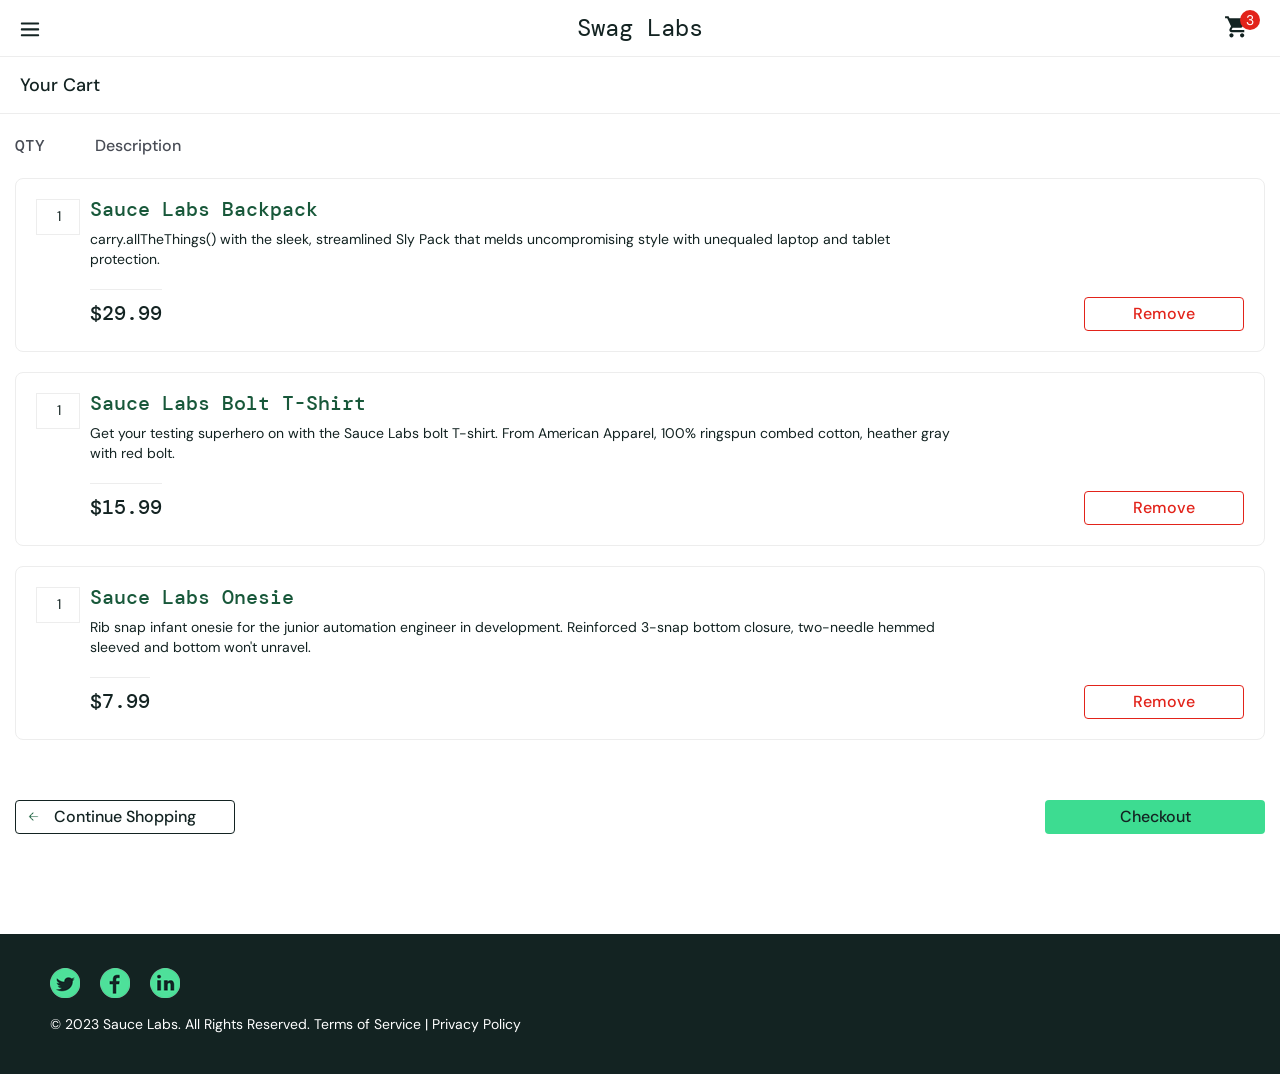 Swag Labs
3
Your Cart
QTY Description
1 Sauce Labs Backpack
carry.allTheThings() with the sleek, streamlined Sly Pack that melds uncompromising style with unequaled laptop and tablet
protection.
$29.99 Remove
1 Sauce Labs Bolt T-Shirt
Get your testing superhero on with the Sauce Labs bolt T-shirt. From American Apparel, 100% ringspun combed cotton, heather gray
with red bolt.
$15.99 Remove
1 Sauce Labs Onesie
Rib snap infant onesie for the junior automation engineer in development. Reinforced 3-snap bottom closure, two-needle hemmed
sleeved and bottom won't unravel.
$7.99 Remove
Continue Shopping Checkout
© 2023 Sauce Labs. All Rights Reserved. Terms of Service | Privacy Policy